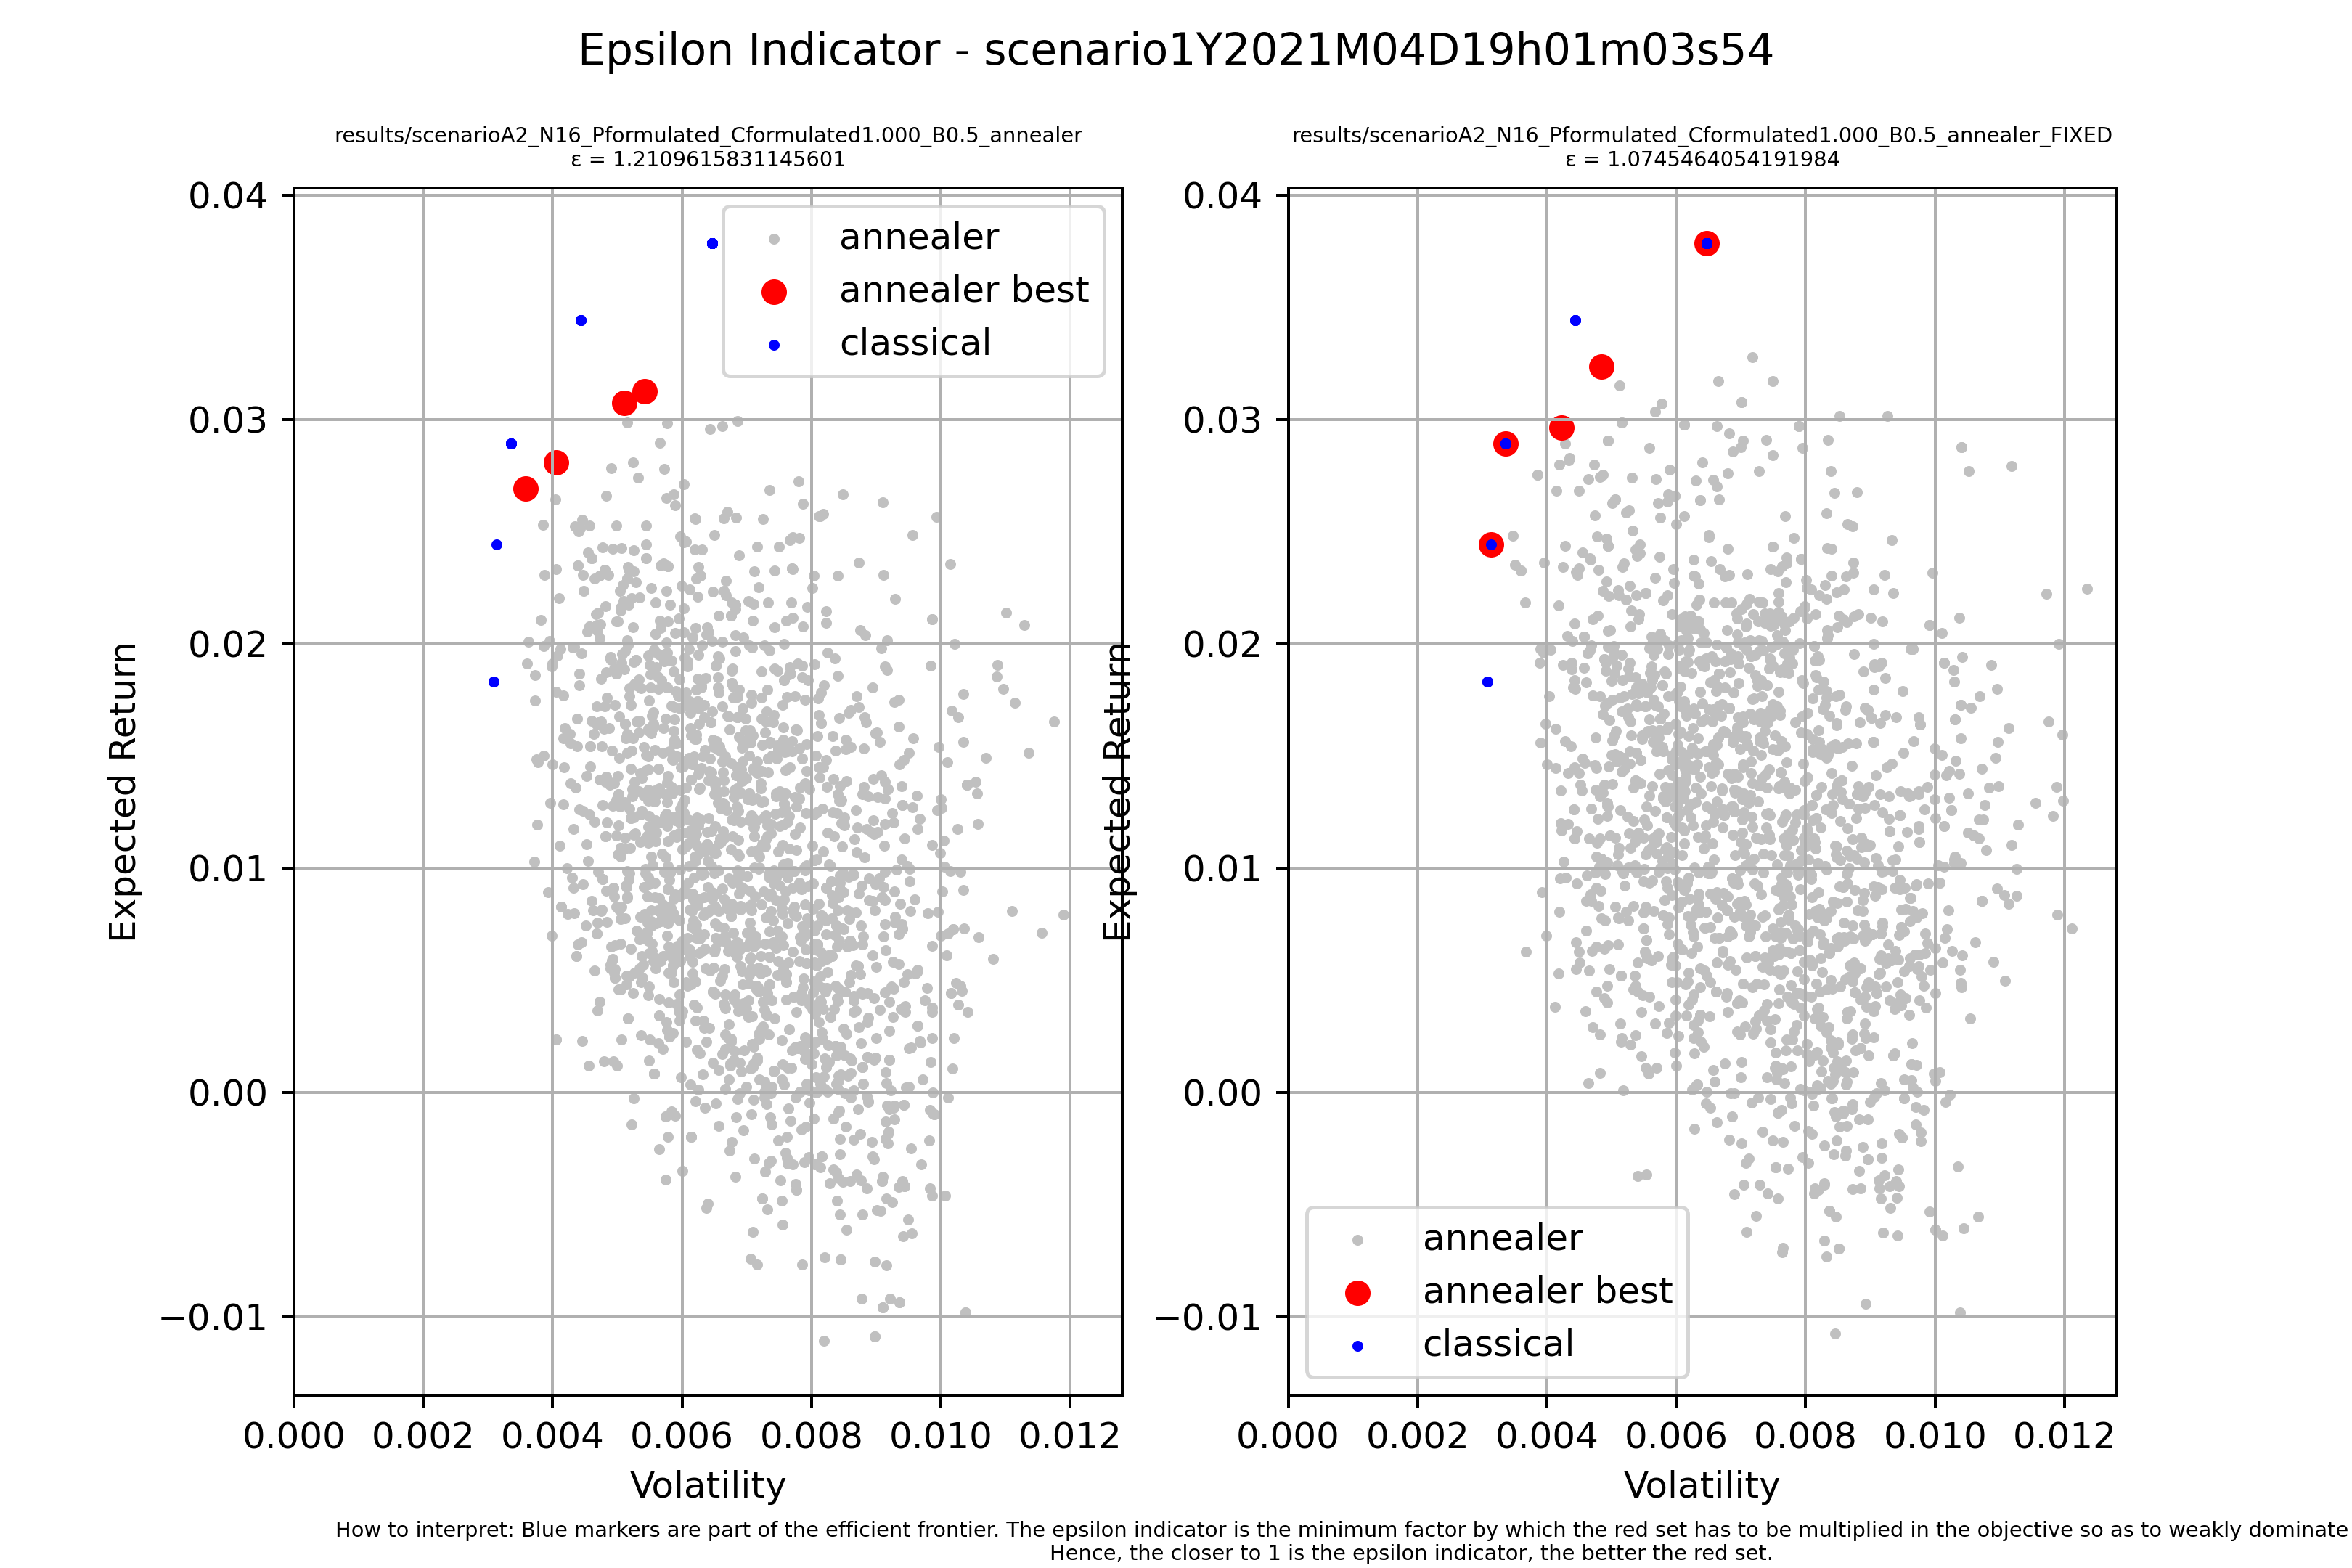 Epsilon Indicator - scenario1Y2021M04D19h01m03s54
results/scenarioA2_N16_Pformulated_Cformulated1.000_B0.5_annealer
ε = 1.2109615831145601
0.04
0.03
0.02
0.01
0.00
−0.01
Expected Return
annealer
annealer best
classical
0.000 0.002 0.004 0.006 0.008 0.010 0.012
Volatility
results/scenarioA2_N16_Pformulated_Cformulated1.000_B0.5_annealer_FIXED
ε = 1.0745464054191984
0.04
0.03
0.02
0.01
0.00
−0.01
Expected Return
annealer
annealer best
classical
0.000 0.002 0.004 0.006 0.008 0.010 0.012
Volatility
How to interpret: Blue markers are part of the efficient frontier. The epsilon indicator is the minimum factor by which the red set has to be multiplied in the objective so as to weakly dominate
Hence, the closer to 1 is the epsilon indicator, the better the red set.